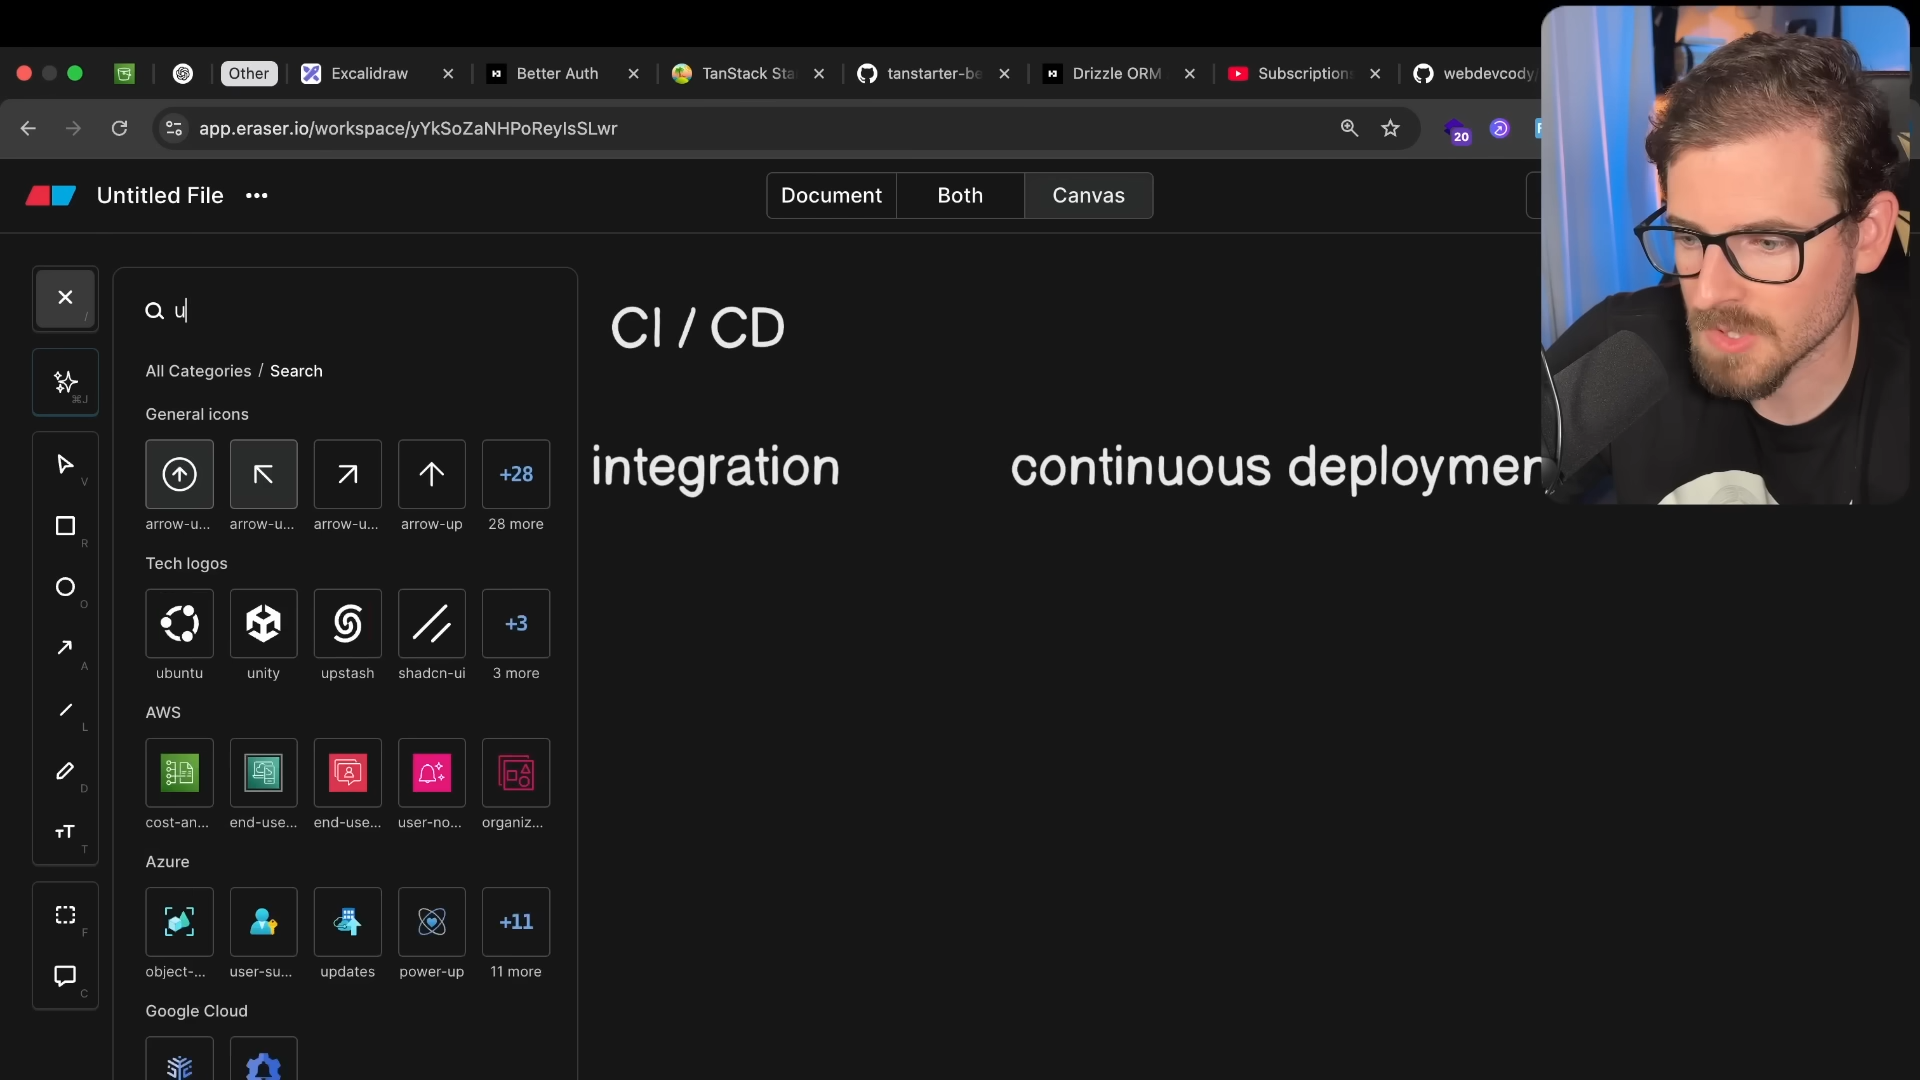 Other
Excalidraw
Better Auth
TanStack Sta
tanstarter-be
Drizzle ORM
Subscriptions
webdevcody/
app.eraser.io/workspace/yYkSoZaNHPoReylsSLwr
20
Untitled File
Document
Both
Canvas
u
/
All Categories / Search
⌘J
General icons
+28
arrow-u...
arrow-u...
arrow-u...
arrow-up
28 more
V
R
O
A
L
D
T
F
C
Tech logos
+3
ubuntu
unity
upstash
shadcn-ui
3 more
AWS
cost-an...
end-use...
end-use...
user-no...
organiz...
Azure
+11
object-...
user-su...
updates
power-up
11 more
Google Cloud
CI / CD
integration
continuous deploymen